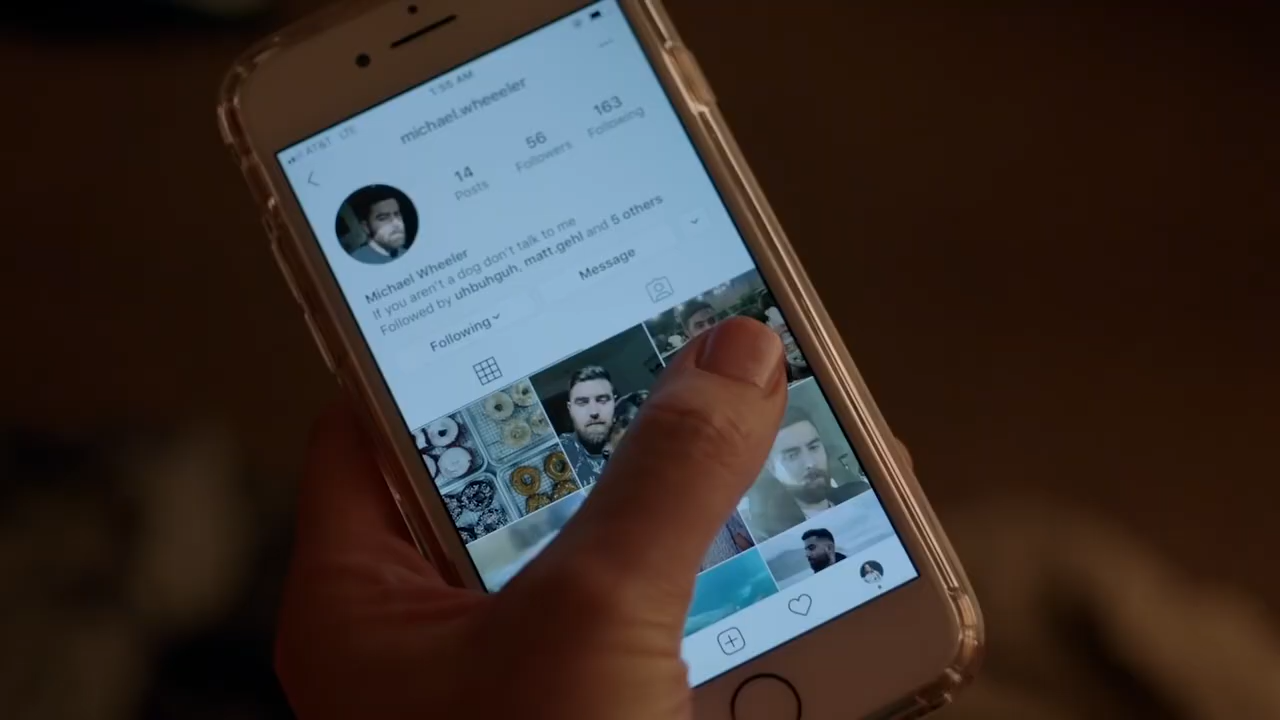 AT&T LTE 1:55 AM
michael.wheeeler
14 Posts
56 Followers
163 Following
Michael Wheeler
If you aren't a dog don't talk to me
Followed by uhbuhguh, matt.gehl and 5 others
Following
Message